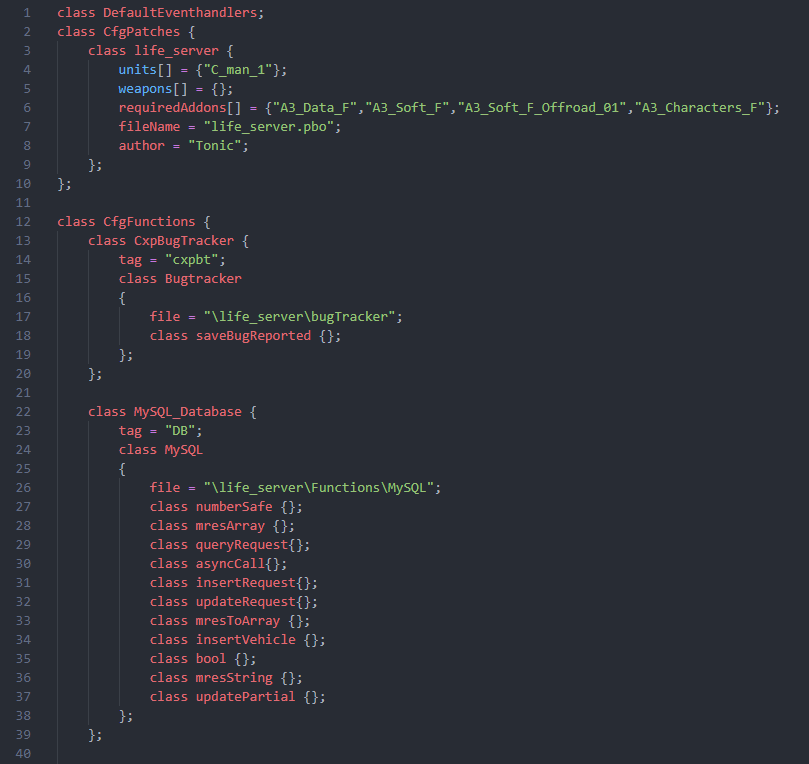 1 class DefaultEventhandlers;
2 class CfgPatches {
3 class life_server {
4 units[] = {"C_man_1"};
5 weapons[] = {};
6 requiredAddons[] = {"A3_Data_F","A3_Soft_F","A3_Soft_F_Offroad_01","A3_Characters_F"};
7 fileName = "life_server.pbo";
8 author = "Tonic";
9 };
10 };
11
12 class CfgFunctions {
13 class CxpBugTracker {
14 tag = "cxpbt";
15 class Bugtracker
16 {
17 file = "\life_server\bugTracker";
18 class saveBugReported {};
19 };
20 };
21
22 class MySQL_Database {
23 tag = "DB";
24 class MySQL
25 {
26 file = "\life_server\Functions\MySQL";
27 class numberSafe {};
28 class mresArray {};
29 class queryRequest{};
30 class asyncCall{};
31 class insertRequest{};
32 class updateRequest{};
33 class mresToArray {};
34 class insertVehicle {};
35 class bool {};
36 class mresString {};
37 class updatePartial {};
38 };
39 };
40